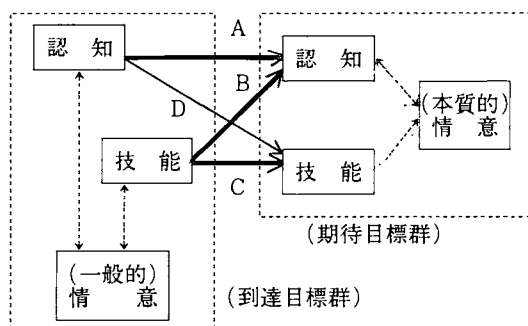 A
認 知
認 知
B
D
(本質的)
情 意
技 能
技 能
C
(期待目標群)
(一般的)
情 意
(到達目標群)